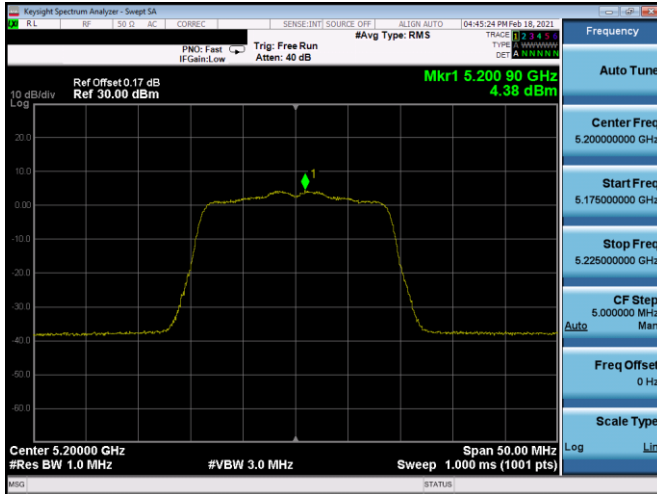 Keysight Spectrum Analyzer - Swept SA
RL RF 50 Ω AC CORREC SENSE:INT SOURCE OFF ALIGN AUTO 04:45:24 PM Feb 18, 2021
#Avg Type: RMS
TRACE 1 2 3 4 5 6
TYPE A WWWWW
DET A N N N N N
PNO: Fast
IFGain:Low
Trig: Free Run
Atten: 40 dB
Mkr1 5.200 90 GHz
4.38 dBm
Ref Offset 0.17 dB
Ref 30.00 dBm
10 dB/div
Log
1
20.0
10.0
0.00
-10.0
-20.0
-30.0
-40.0
-50.0
-60.0
Center 5.20000 GHz
#Res BW 1.0 MHz
#VBW 3.0 MHz
Span 50.00 MHz
Sweep 1.000 ms (1001 pts)
MSG
STATUS
Frequency
Auto Tune
Center Freq
5.200000000 GHz
Start Freq
5.175000000 GHz
Stop Freq
5.225000000 GHz
CF Step
5.000000 MHz
Auto Man
Freq Offset
0 Hz
Scale Type
Log Lin